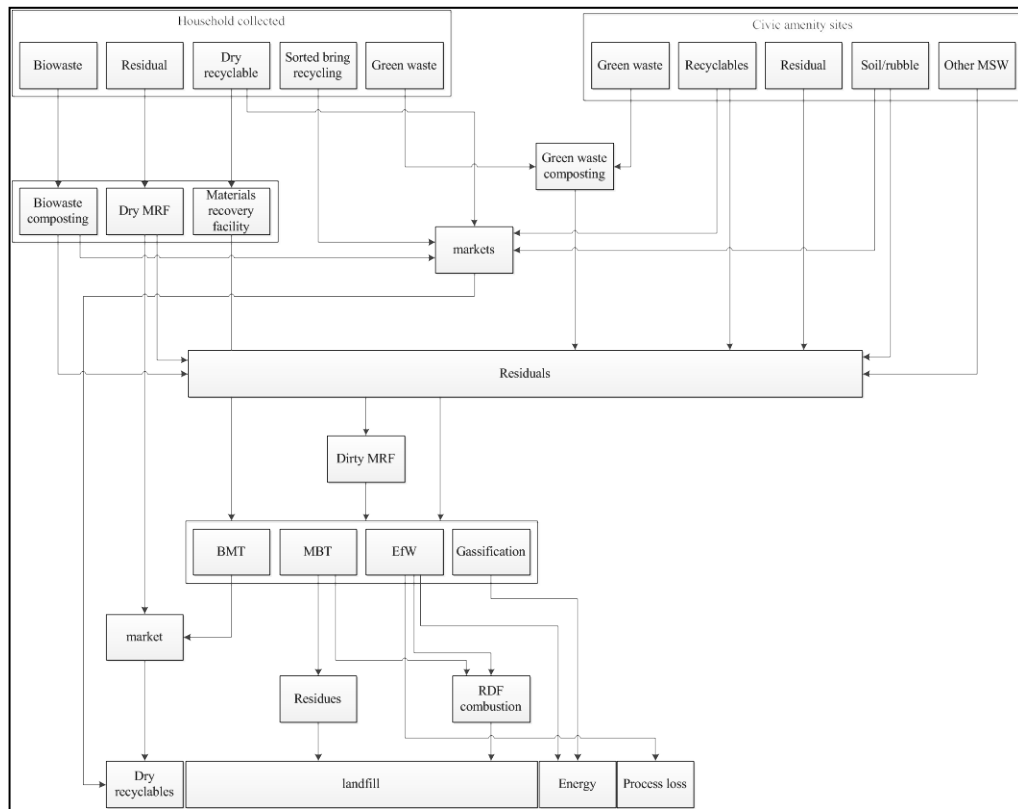 Household collected
Civic amenity sites
Biowaste
Residual
Dry
recyclable
Sorted bring
recycling
Green waste
Green waste
Recyclables
Residual
Soil/rubble
Other MSW
Green waste
composting
Biowaste
composting
Dry MRF
Materials
recovery
facility
markets
Residuals
Dirty MRF
BMT
MBT
EfW
Gassification
market
Residues
RDF
combustion
Dry
recyclables
landfill
Energy
Process loss